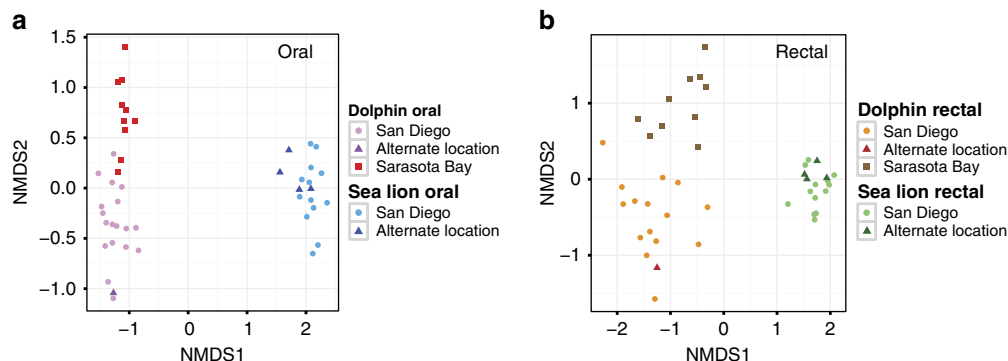 a
Oral
1.5
1.0
0.5
0.0
−0.5
−1.0
NMDS2
−1
0
1
2
NMDS1
Dolphin oral
San Diego
Alternate location
Sarasota Bay
Sea lion oral
San Diego
Alternate location
b
Rectal
1
0
−1
NMDS2
−2
−1
0
1
2
NMDS1
Dolphin rectal
San Diego
Alternate location
Sarasota Bay
Sea lion rectal
San Diego
Alternate location